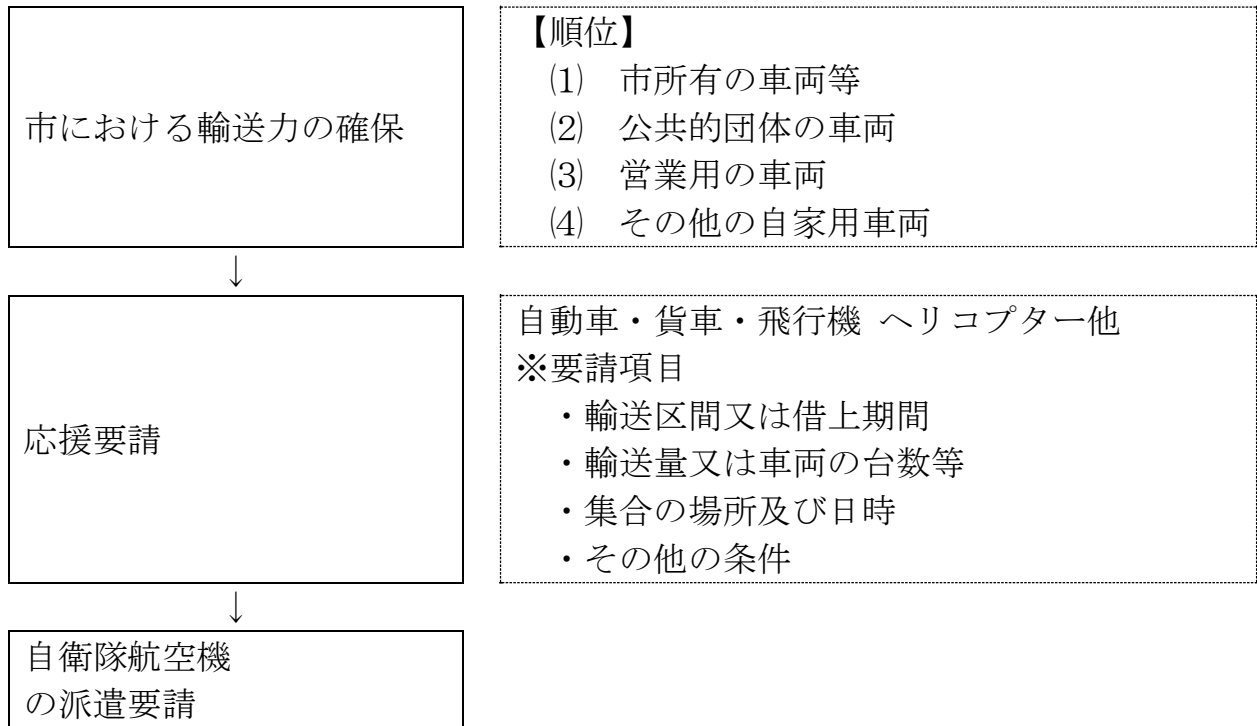 市における輸送力の確保
【順位】
⑴ 市所有の車両等
⑵ 公共的団体の車両
⑶ 営業用の車両
⑷ その他の自家用車両
↓
応援要請
自動車・貨車・飛行機 ヘリコプター他
※要請項目
・輸送区間又は借上期間
・輸送量又は車両の台数等
・集合の場所及び日時
・その他の条件
↓
自衛隊航空機
の派遣要請